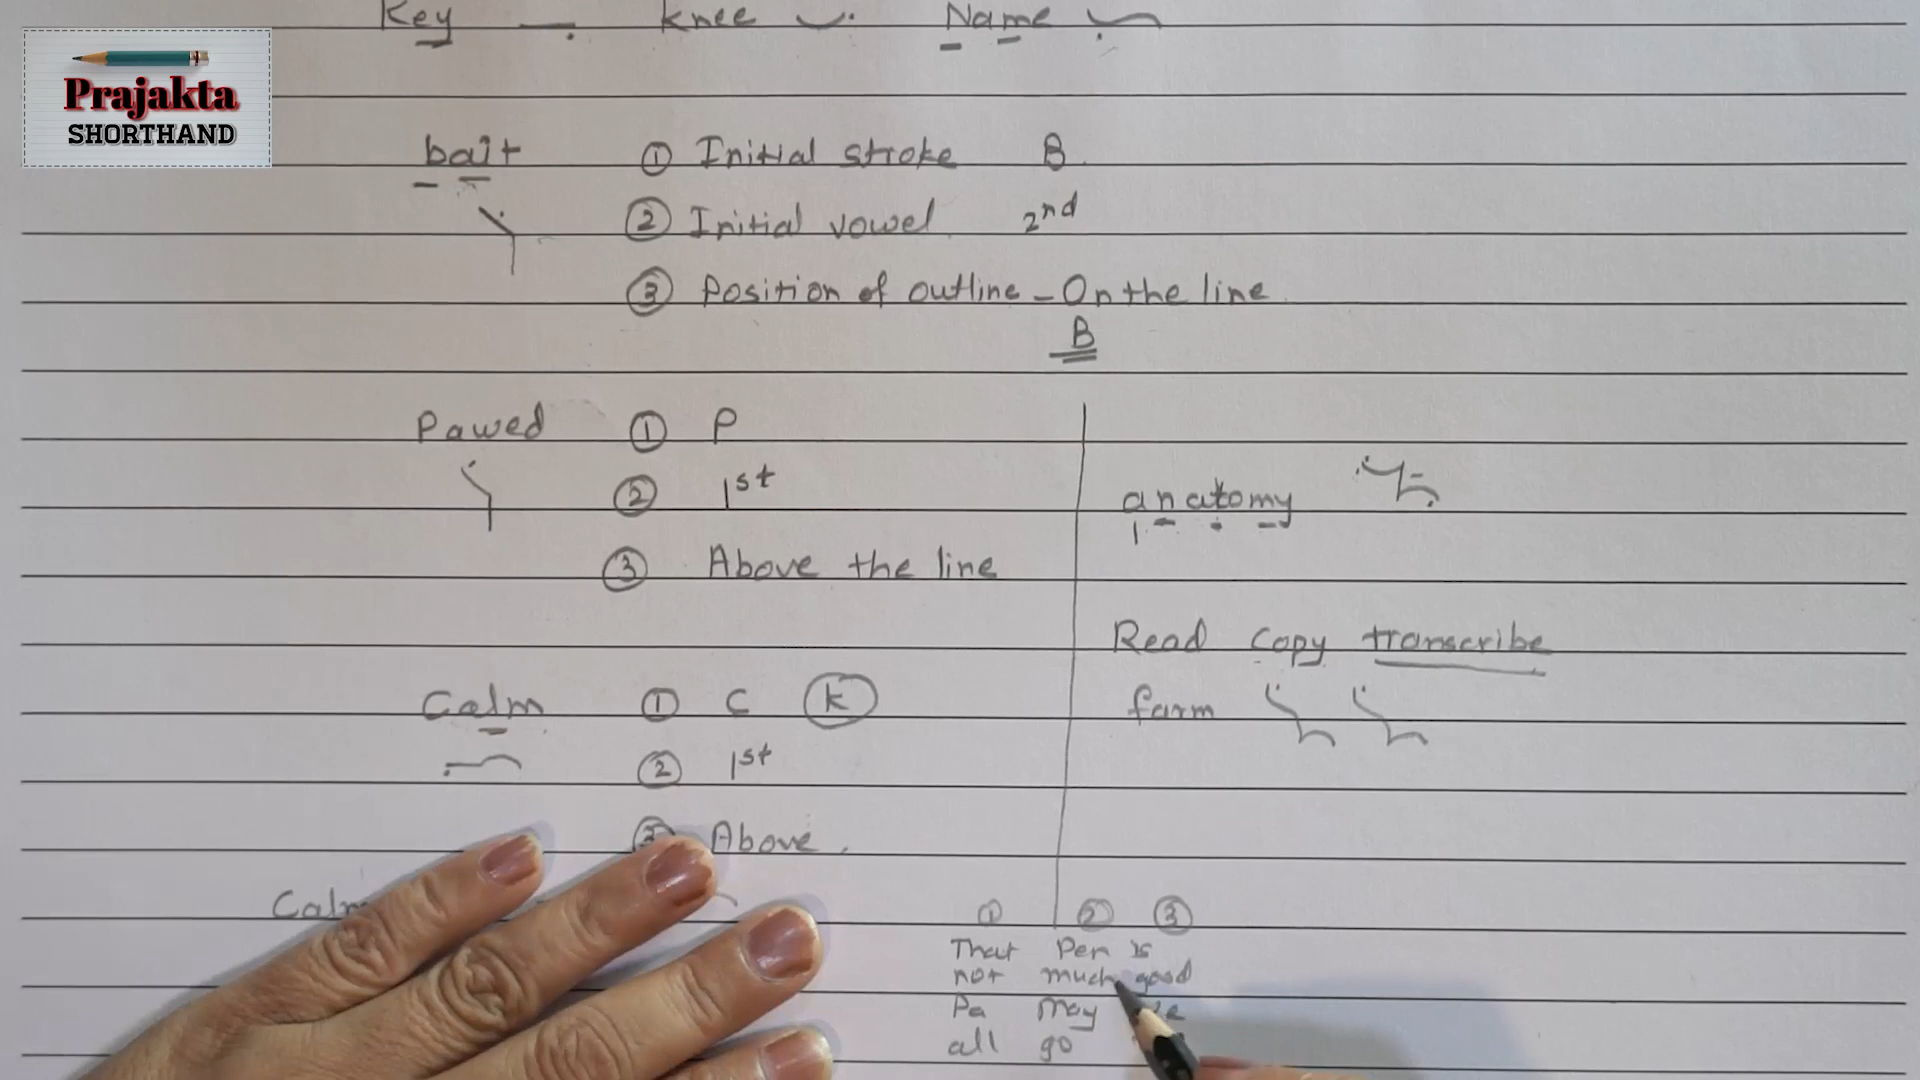 Key knee Name
Prajakta
SHORTHAND
bait ① Initial stroke B
② Initial vowel 2nd
③ Position of outline - On the line
B
Pawed ① P
② 1st
③ Above the line
anatomy
Read Copy transcribe
farm
Calm ① C K
② 1st
③ Above.
Calm
① ② ③
That Pen is
not much good
Pa may
all go